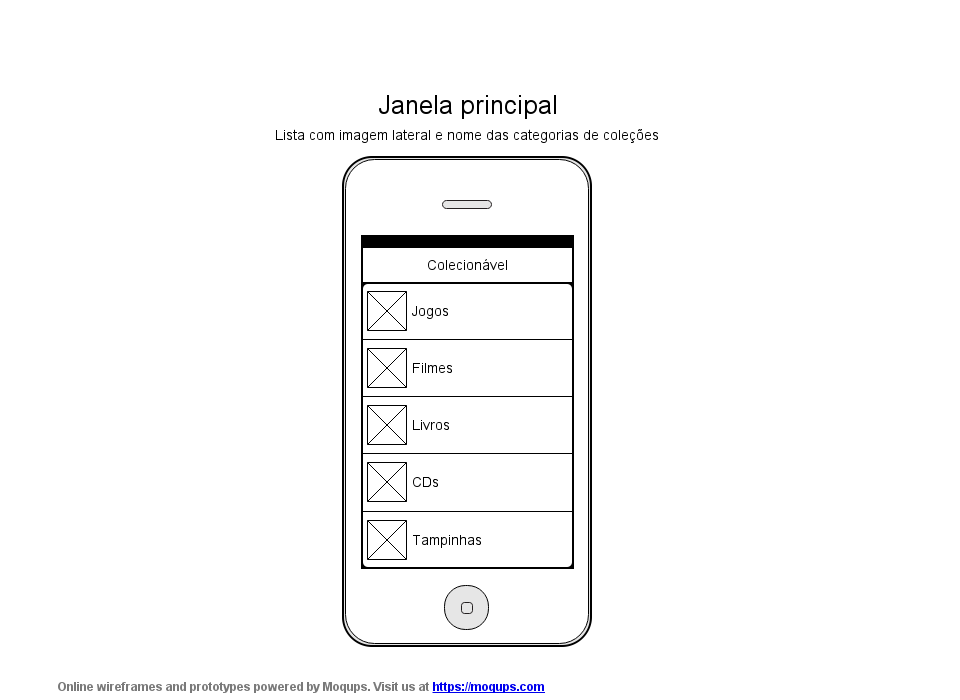 Janela principal
Lista com imagem lateral e nome das categorias de coleções
Colecionável
Jogos
Filmes
Livros
CDs
Tampinhas
Online wireframes and prototypes powered by Moqups. Visit us at https://moqups.com